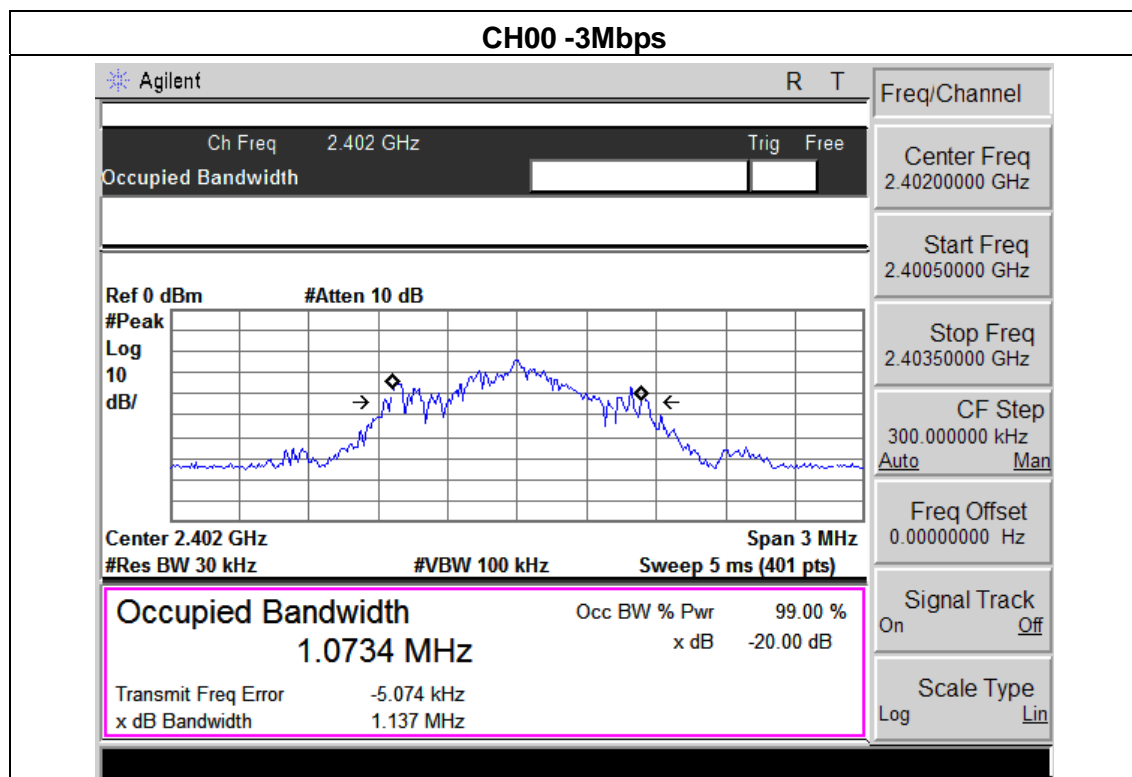 CH00 -3Mbps
Agilent R T
Ch Freq 2.402 GHz Trig Free
Occupied Bandwidth
Ref 0 dBm #Atten 10 dB
#Peak
Log
10
dB/
Center 2.402 GHz Span 3 MHz
#Res BW 30 kHz #VBW 100 kHz Sweep 5 ms (401 pts)
Occupied Bandwidth Occ BW % Pwr 99.00 %
1.0734 MHz x dB -20.00 dB
Transmit Freq Error -5.074 kHz
x dB Bandwidth 1.137 MHz
Freq/Channel
Center Freq
2.40200000 GHz
Start Freq
2.40050000 GHz
Stop Freq
2.40350000 GHz
CF Step
300.000000 kHz
Auto Man
Freq Offset
0.00000000 Hz
Signal Track
On Off
Scale Type
Log Lin